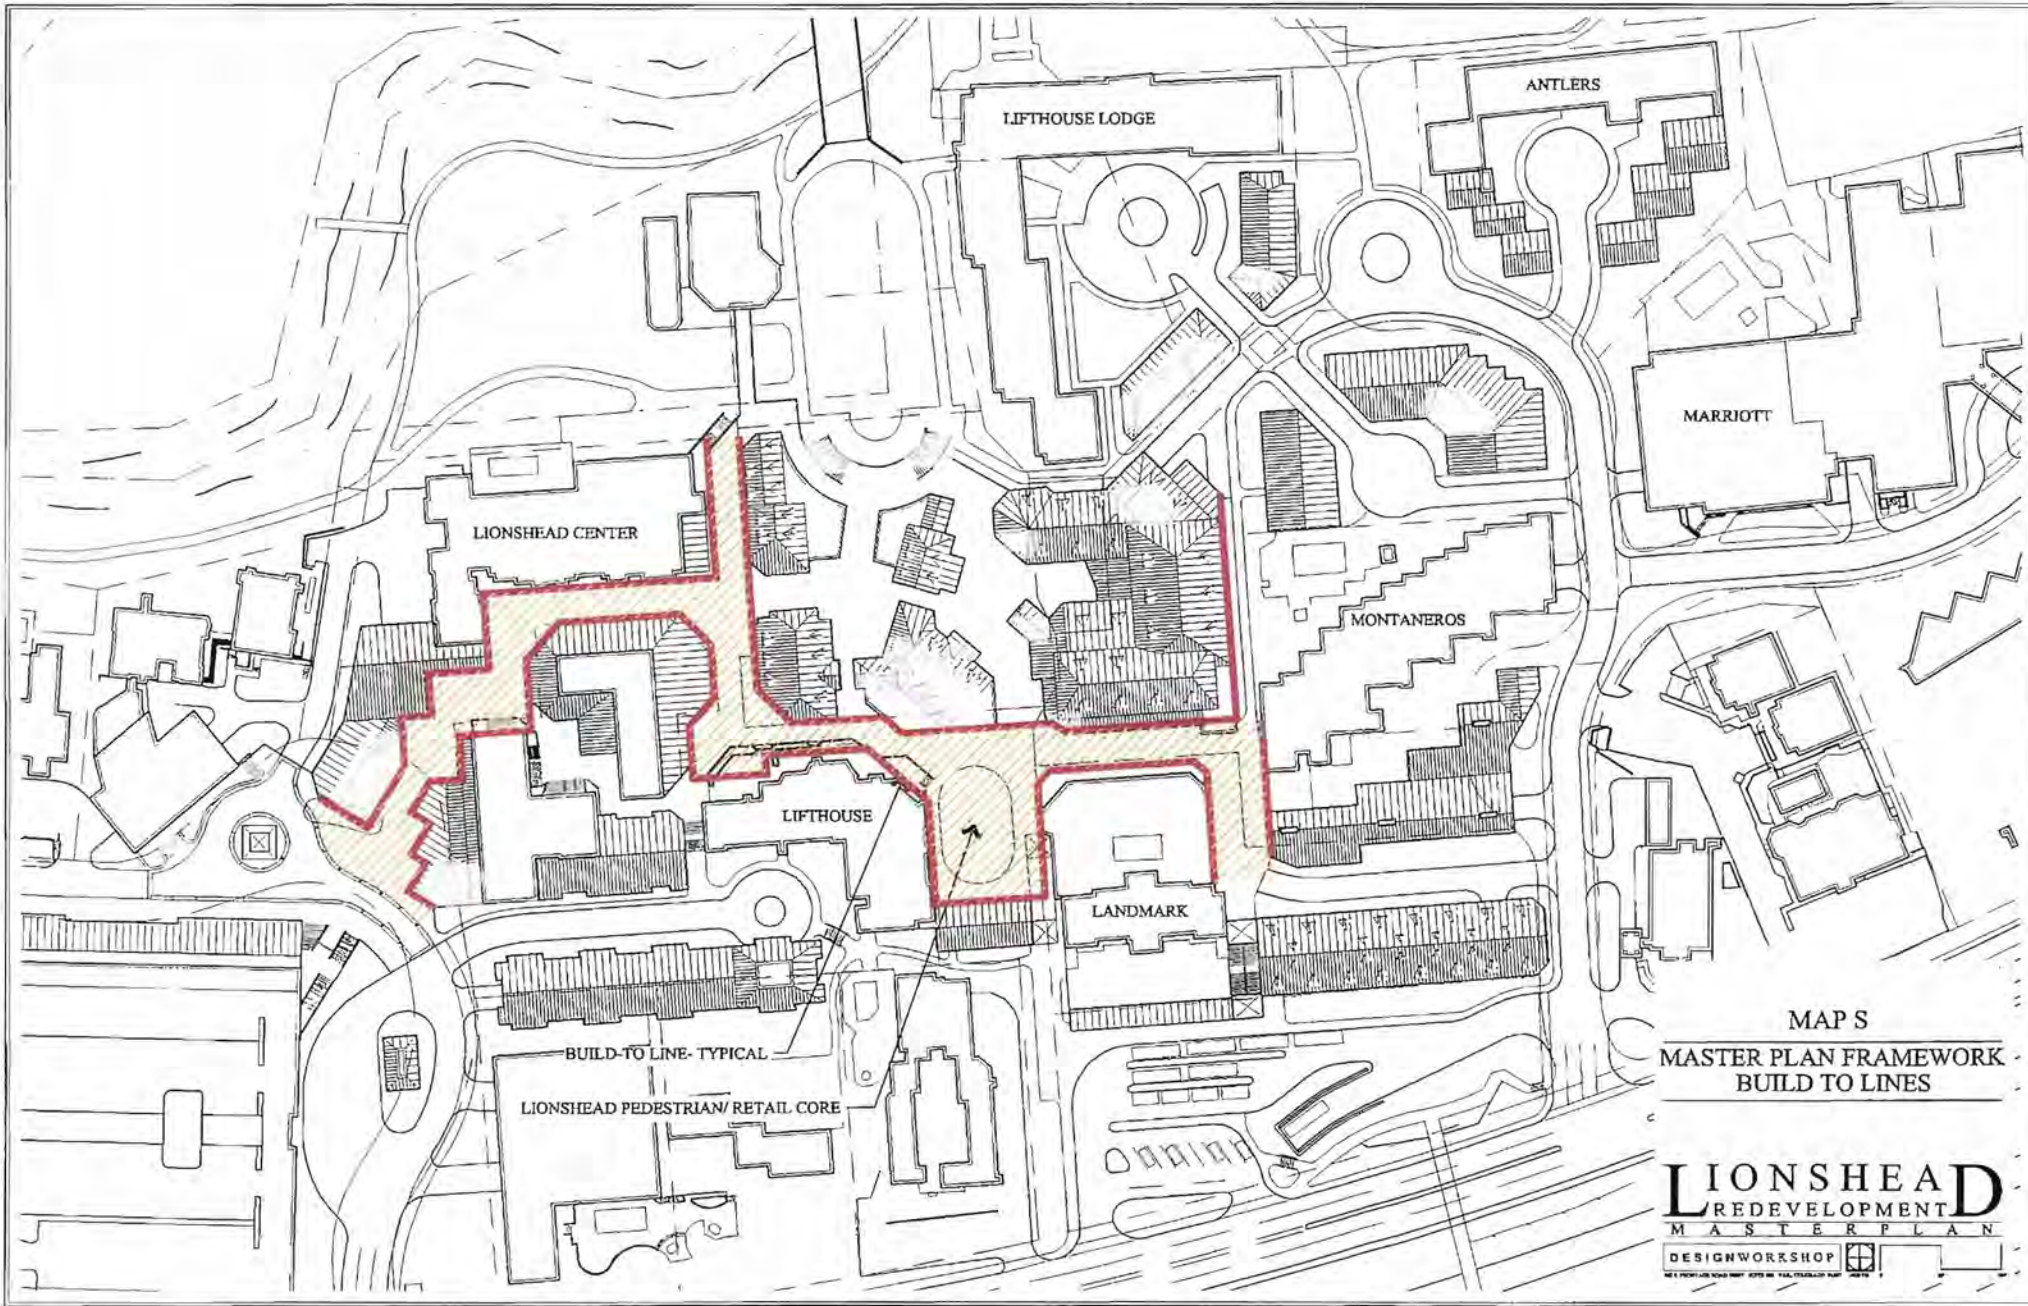 ANTLERS
LIFTHOUSE LODGE
MARRIOTT
LIONSHEAD CENTER
MONTANEROS
LIFTHOUSE
LANDMARK
BUILD-TO LINE- TYPICAL
LIONSHEAD PEDESTRIAN/ RETAIL CORE
MAP S
MASTER PLAN FRAMEWORK
BUILD TO LINES
LIONSHEAD
REDEVELOPMENT
MASTERPLAN
DESIGNWORKSHOP